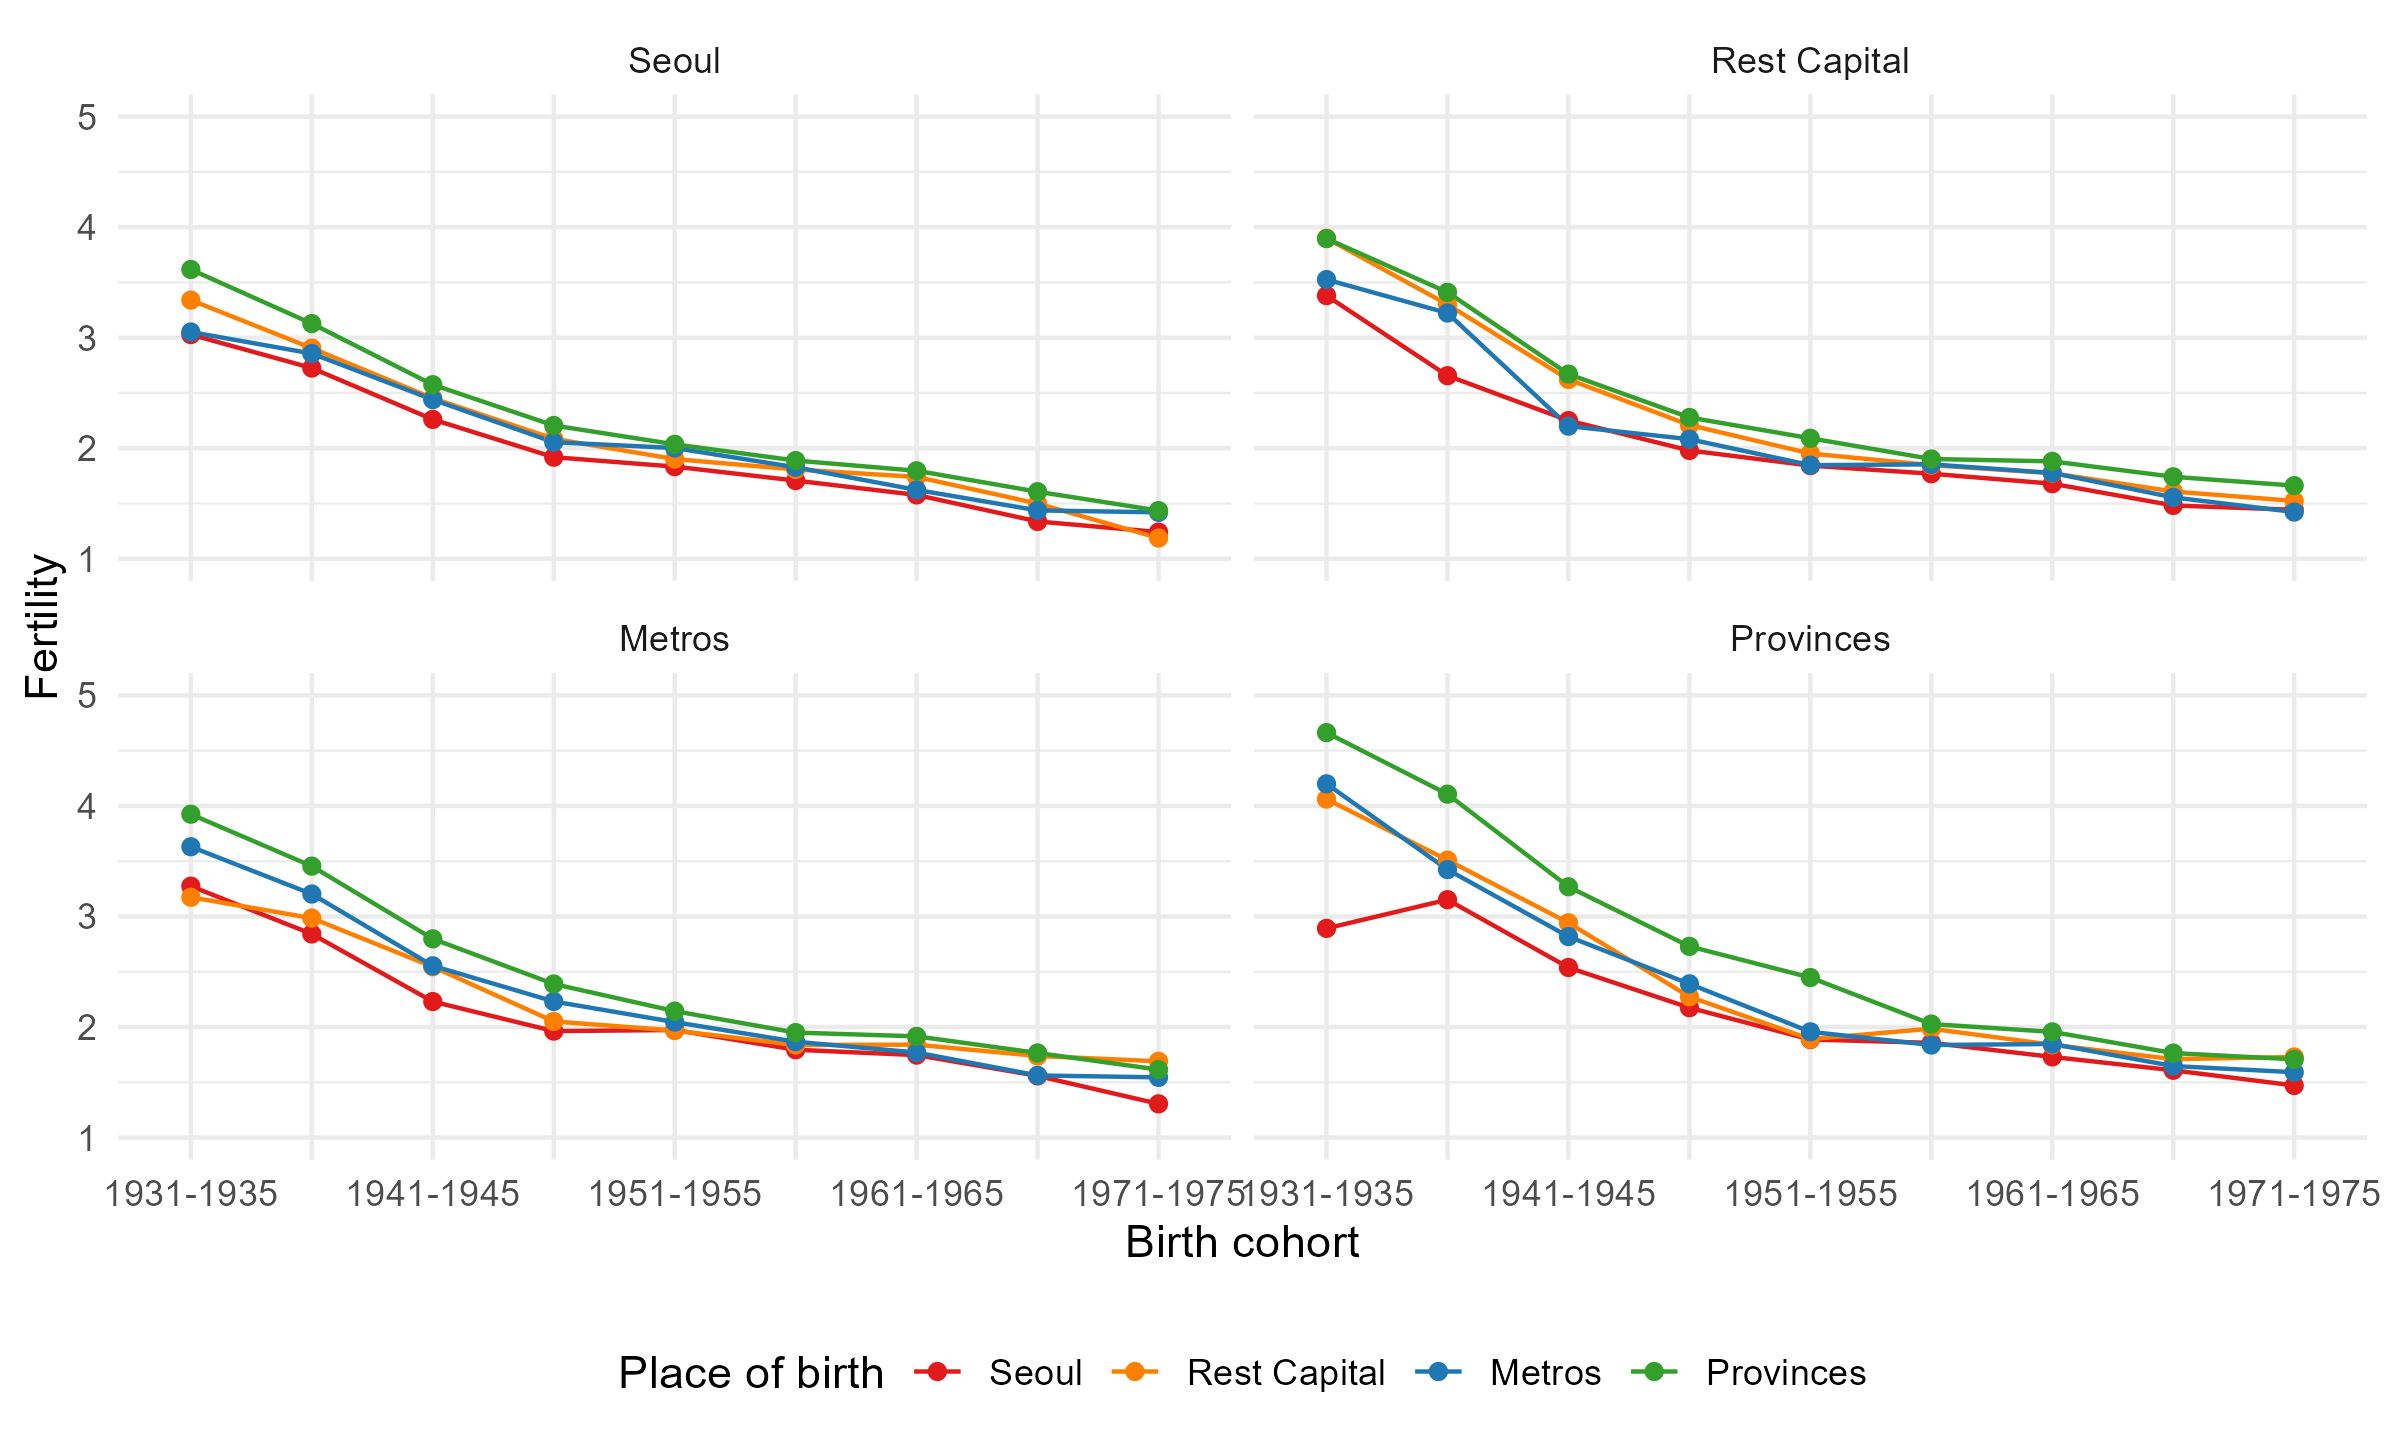 Seoul
Rest Capital
5
4
3
2
1
Fertility
Metros
Provinces
5
4
3
2
1
1931-1935 1941-1945 1951-1955 1961-1965 1971-1975 1931-1935 1941-1945 1951-1955 1961-1965 1971-1975
Birth cohort
Place of birth Seoul Rest Capital Metros Provinces